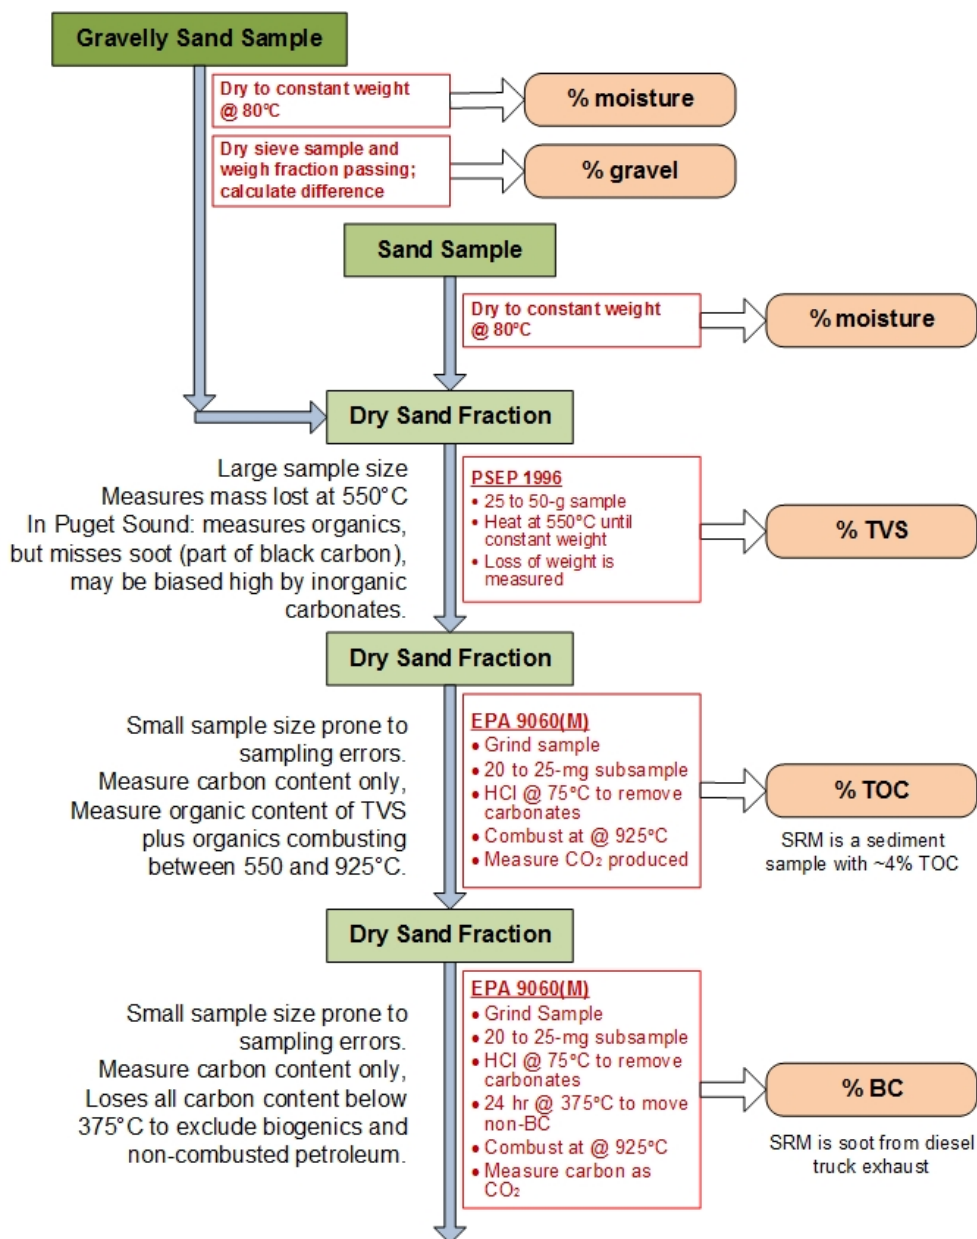 Gravelly Sand Sample
Dry to constant weight
@ 80°C
% moisture
Dry sieve sample and
weigh fraction passing;
calculate difference
% gravel
Sand Sample
Dry to constant weight
@ 80°C
% moisture
Dry Sand Fraction
Large sample size
Measures mass lost at 550°C
In Puget Sound: measures organics,
but misses soot (part of black carbon),
may be biased high by inorganic
carbonates.
PSEP 1996
• 25 to 50-g sample
• Heat at 550°C until
constant weight
• Loss of weight is
measured
% TVS
Dry Sand Fraction
Small sample size prone to
sampling errors.
Measure carbon content only,
Measure organic content of TVS
plus organics combusting
between 550 and 925°C.
EPA 9060(M)
• Grind sample
• 20 to 25-mg subsample
• HCl @ 75°C to remove
carbonates
• Combust at @ 925°C
• Measure CO₂ produced
% TOC
SRM is a sediment
sample with ~4% TOC
Dry Sand Fraction
Small sample size prone to
sampling errors.
Measure carbon content only,
Loses all carbon content below
375°C to exclude biogenics and
non-combusted petroleum.
EPA 9060(M)
• Grind Sample
• 20 to 25-mg subsample
• HCl @ 75°C to remove
carbonates
• 24 hr @ 375°C to move
non-BC
• Combust at @ 925°C
• Measure carbon as
CO₂
% BC
SRM is soot from diesel
truck exhaust